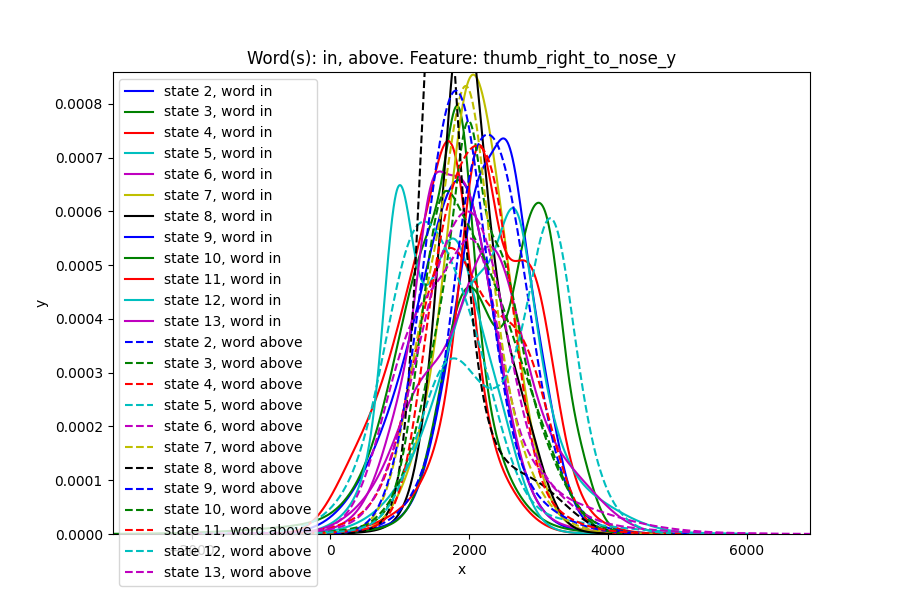 Word(s): in, above. Feature: thumb_right_to_nose_y
y
0.0008
0.0007
0.0006
0.0005
0.0004
0.0003
0.0002
0.0001
0.0000
state 2, word in
state 3, word in
state 4, word in
state 5, word in
state 6, word in
state 7, word in
state 8, word in
state 9, word in
state 10, word in
state 11, word in
state 12, word in
state 13, word in
state 2, word above
state 3, word above
state 4, word above
state 5, word above
state 6, word above
state 7, word above
state 8, word above
state 9, word above
state 10, word above
state 11, word above
state 12, word above
state 13, word above
0 2000 4000 6000
x